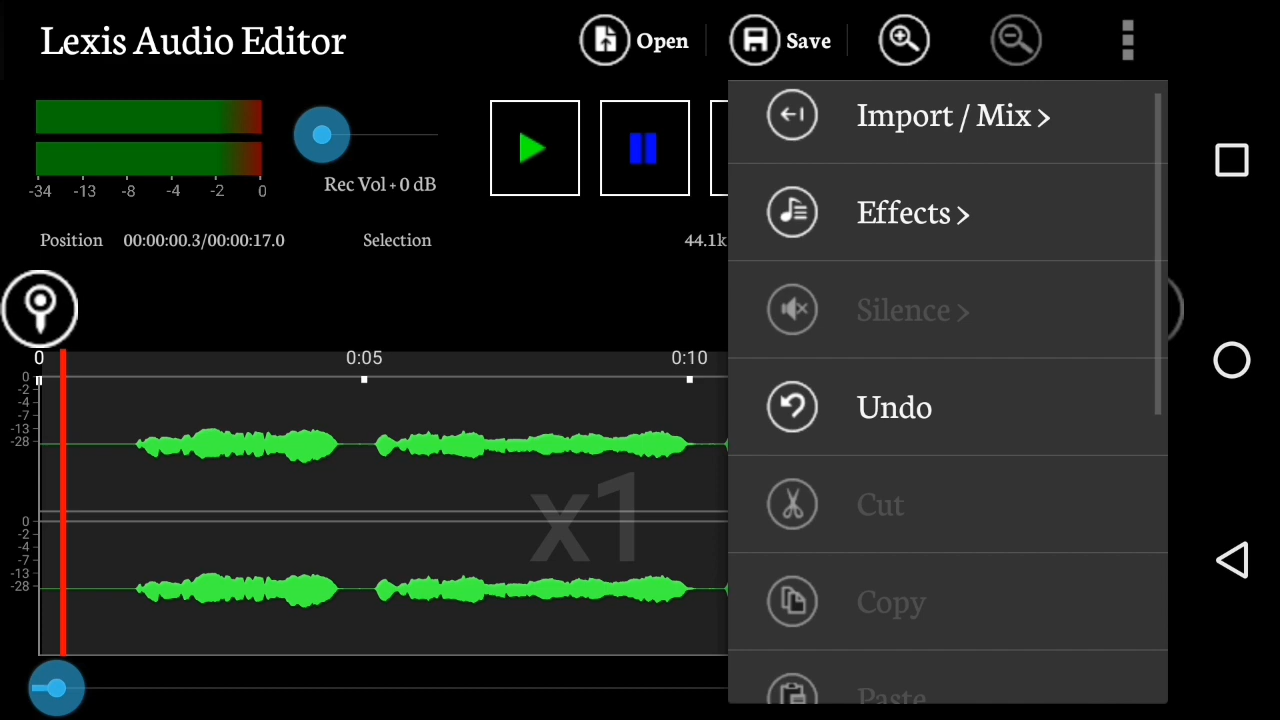 Lexis Audio Editor
Open
Save
-34 -13 -8 -4 -2 0
Rec Vol + 0 dB
Position 00:00:00.3/00:00:17.0 Selection 44.1k
0 0:05 0:10
0
-2
-4
-7
-13
-28
0
-2
-4
-7
-13
-28
x1
Import / Mix >
Effects >
Silence >
Undo
Cut
Copy
Paste